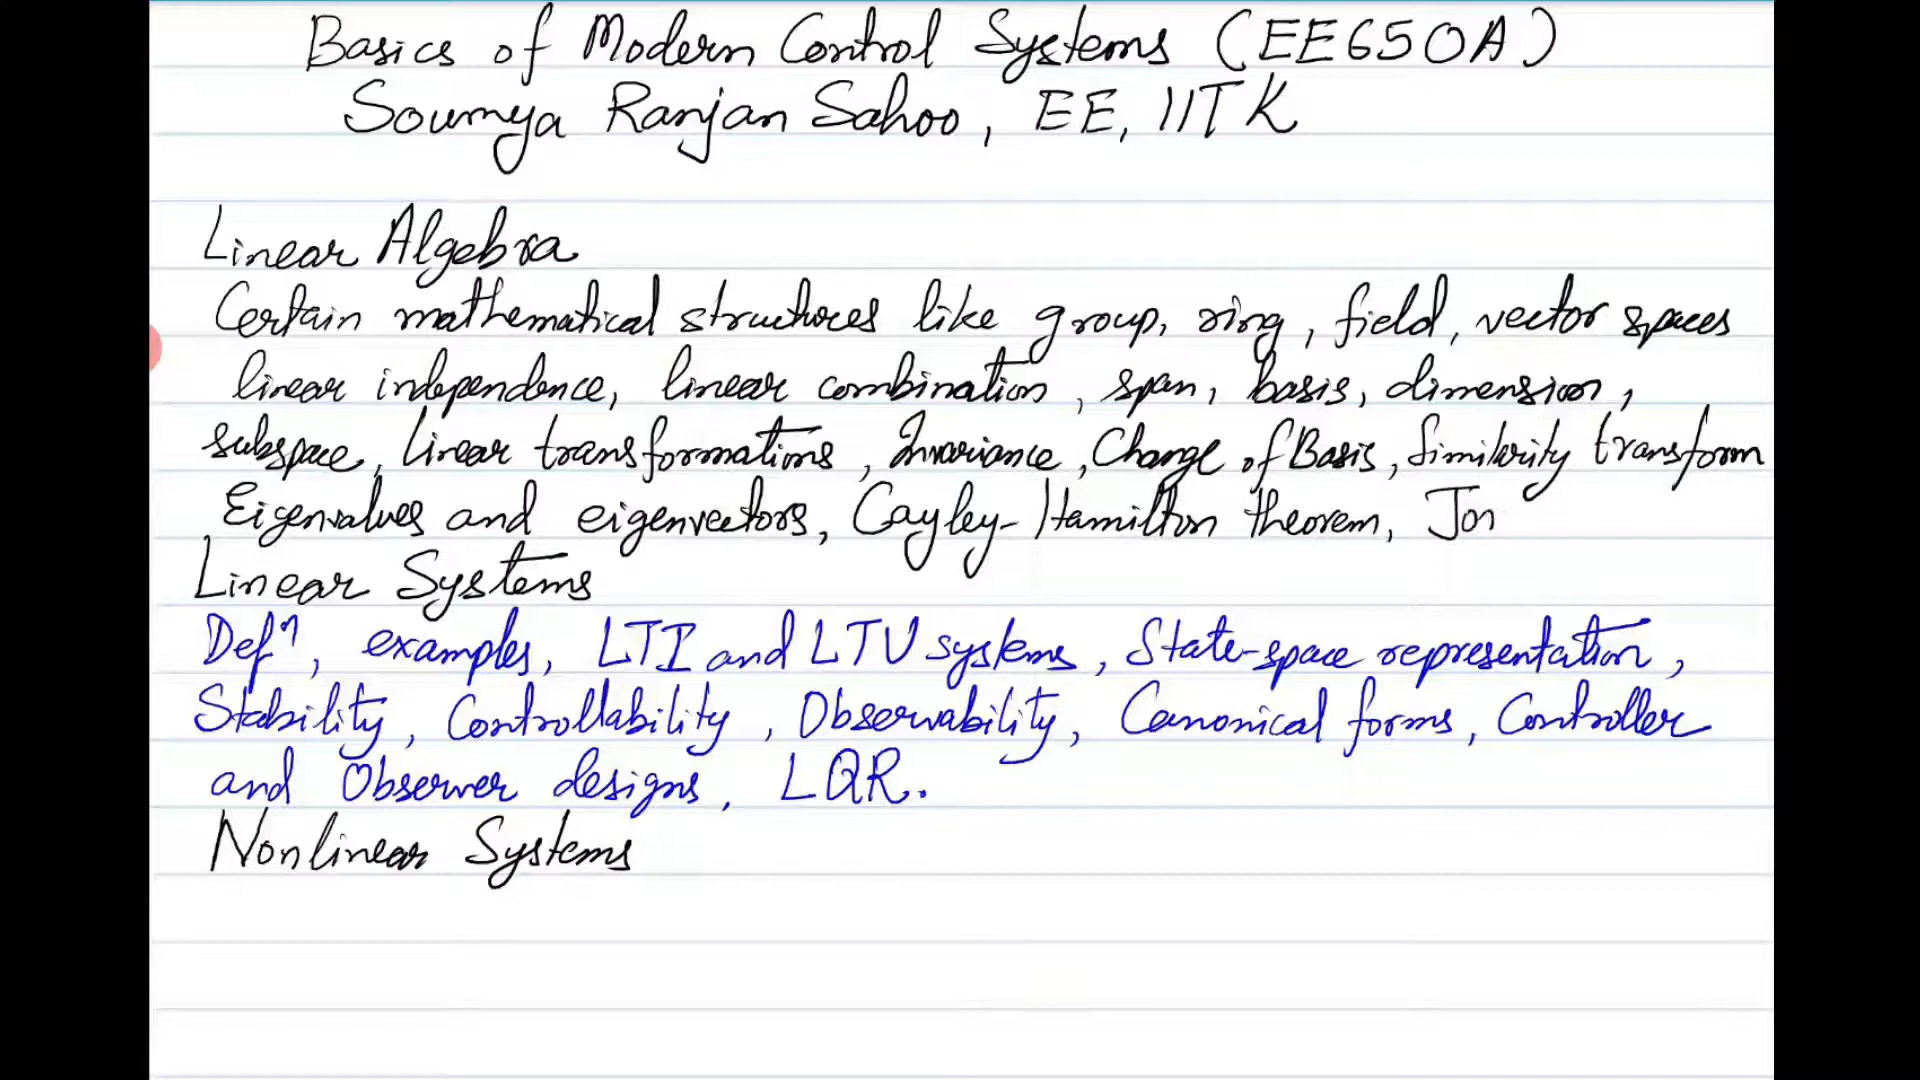 Basics of Modern Control Systems (EE650A)
Soumya Ranjan Sahoo, EE, IITK
Linear Algebra
Certain mathematical structures like group, ring, field, vector spaces
linear independence, linear combination, span, basis, dimension,
subspace, linear transformations, Invariance, Change of Basis, Similarity transform
Eigenvalues and eigenvectors, Cayley-Hamilton theorem, Jor
Linear Systems
Defⁿ, examples, LTI and LTV systems, State-space representation,
Stability, Controllability, Observability, Canonical forms, Controller
and Observer designs, LQR.
Nonlinear Systems